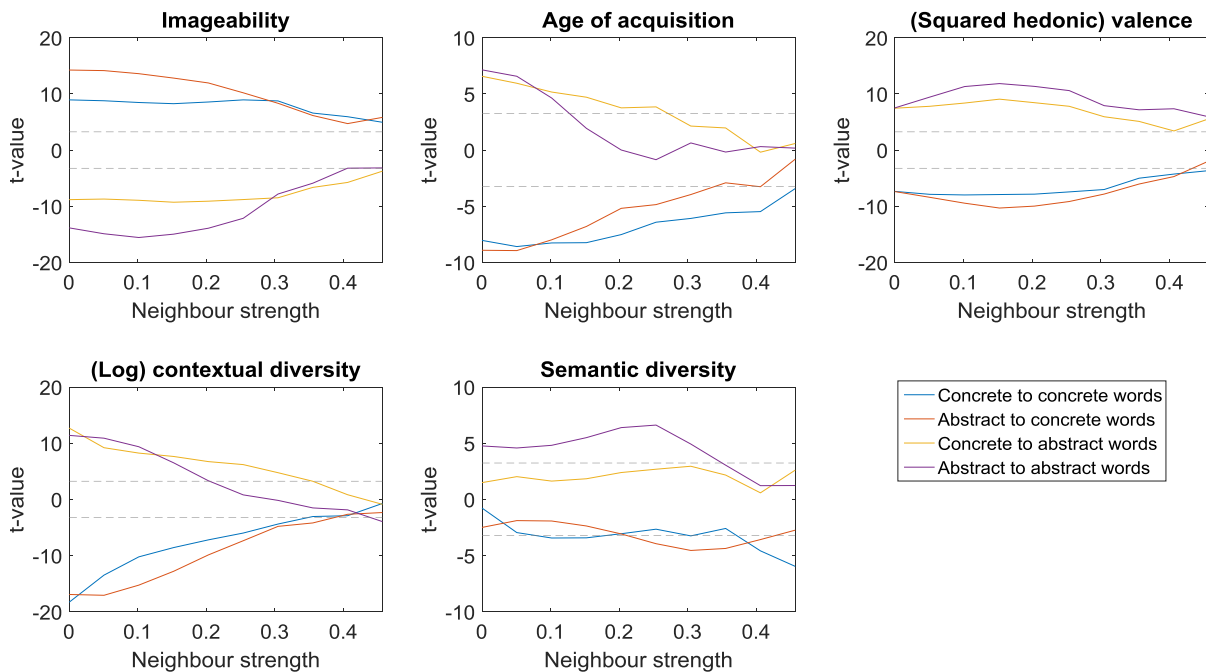 Imageability
20
10
0
-10
-20
t-value
0 0.1 0.2 0.3 0.4
Neighbour strength
Age of acquisition
10
5
0
-5
-10
t-value
0 0.1 0.2 0.3 0.4
Neighbour strength
(Squared hedonic) valence
20
10
0
-10
-20
t-value
0 0.1 0.2 0.3 0.4
Neighbour strength
(Log) contextual diversity
20
10
0
-10
-20
t-value
0 0.1 0.2 0.3 0.4
Neighbour strength
Semantic diversity
10
5
0
-5
-10
t-value
0 0.1 0.2 0.3 0.4
Neighbour strength
Concrete to concrete words
Abstract to concrete words
Concrete to abstract words
Abstract to abstract words